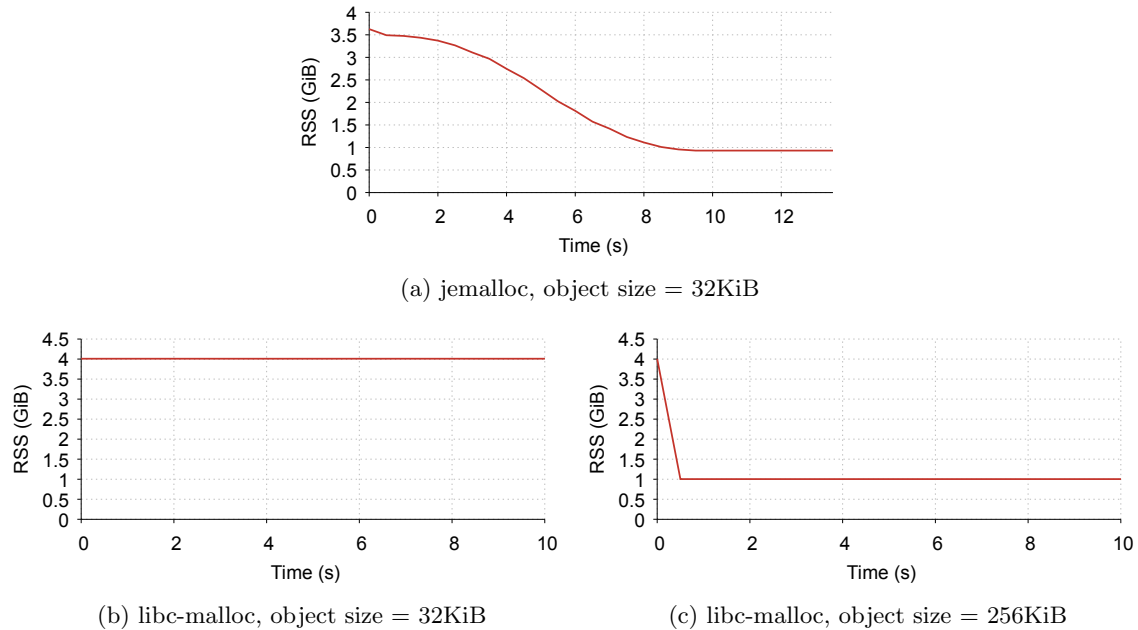 4
3.5
3
2.5
2
1.5
1
0.5
0
RSS (GiB)
0 2 4 6 8 10 12
Time (s)
(a) jemalloc, object size = 32KiB
4.5
4
3.5
3
2.5
2
1.5
1
0.5
0
RSS (GiB)
0 2 4 6 8 10
Time (s)
(b) libc-malloc, object size = 32KiB
4.5
4
3.5
3
2.5
2
1.5
1
0.5
0
RSS (GiB)
0 2 4 6 8 10
Time (s)
(c) libc-malloc, object size = 256KiB